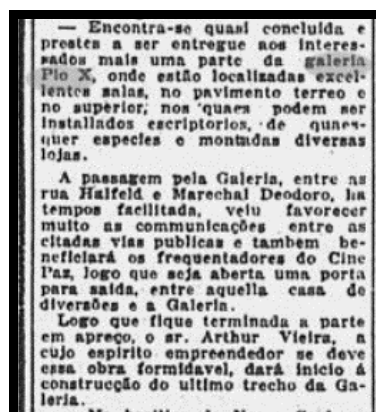 — Encontra-se quasi concluida e
prestes a ser entregue aos interes-
sados mais uma parte da galeria
Pio X, onde estão localisadas excel-
lentes salas, no pavimento terreo e
no superior, nos quaes podem ser
installados escriptorios, de quaes-
quer especies e montadas diversas
lojas.
A passagem pela Galeria, entre as
rua Halfeld e Marechal Deodoro, ha
tempos facilitada, veiu favorecer
muito as communicações entre as
citadas vias publicas e tambem be-
neficiará os frequentadores do Cine
Paz, logo que seja aberta uma porta
para saida, entre aquella casa de
diversões e a Galeria.
Logo que fique terminada a parte
em apreço, o sr. Arthur Vieira, a
cujo espirito empreendedor se deve
essa obra formidavel, dará inicio á
construcção do ultimo trecho da Ga-
leria.